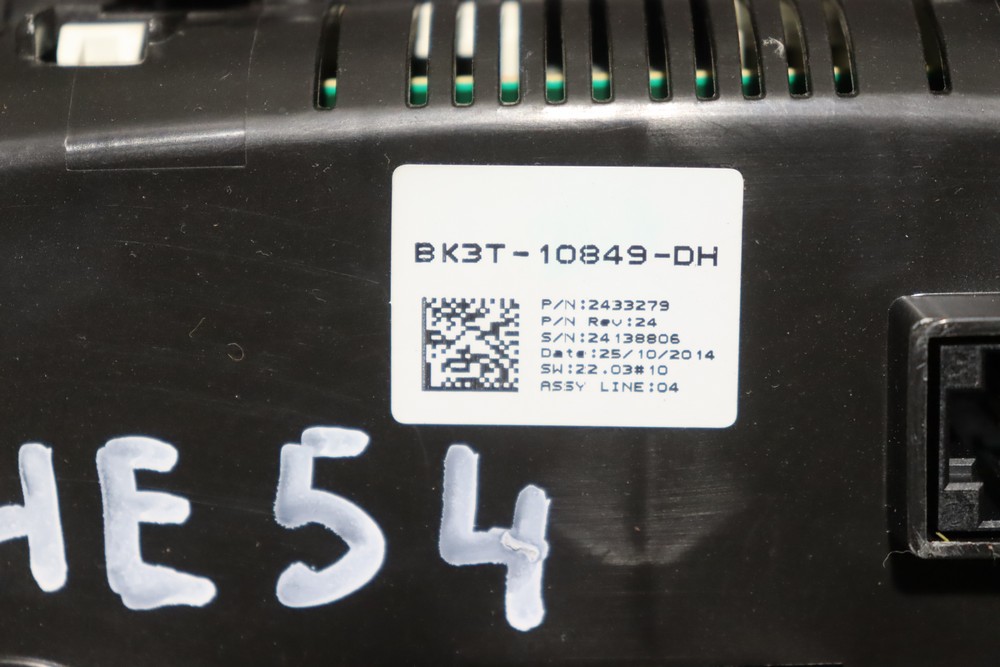 BK3T-10849-DH
P/N:2433279
P/N Rev:24
S/N:24138806
Date:25/10/2014
SW:22.03#10
ASSY LINE:04
HE54